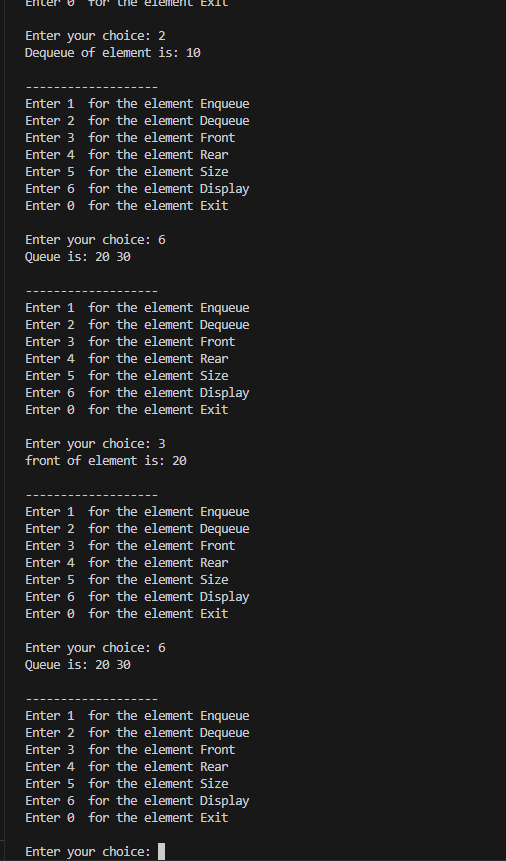 Enter 0  for the element Exit
Enter your choice: 2
Dequeue of element is: 10
-------------------
Enter 1  for the element Enqueue
Enter 2  for the element Dequeue
Enter 3  for the element Front
Enter 4  for the element Rear
Enter 5  for the element Size
Enter 6  for the element Display
Enter 0  for the element Exit
Enter your choice: 6
Queue is: 20 30
-------------------
Enter 1  for the element Enqueue
Enter 2  for the element Dequeue
Enter 3  for the element Front
Enter 4  for the element Rear
Enter 5  for the element Size
Enter 6  for the element Display
Enter 0  for the element Exit
Enter your choice: 3
front of element is: 20
-------------------
Enter 1  for the element Enqueue
Enter 2  for the element Dequeue
Enter 3  for the element Front
Enter 4  for the element Rear
Enter 5  for the element Size
Enter 6  for the element Display
Enter 0  for the element Exit
Enter your choice: 6
Queue is: 20 30
-------------------
Enter 1  for the element Enqueue
Enter 2  for the element Dequeue
Enter 3  for the element Front
Enter 4  for the element Rear
Enter 5  for the element Size
Enter 6  for the element Display
Enter 0  for the element Exit
Enter your choice: